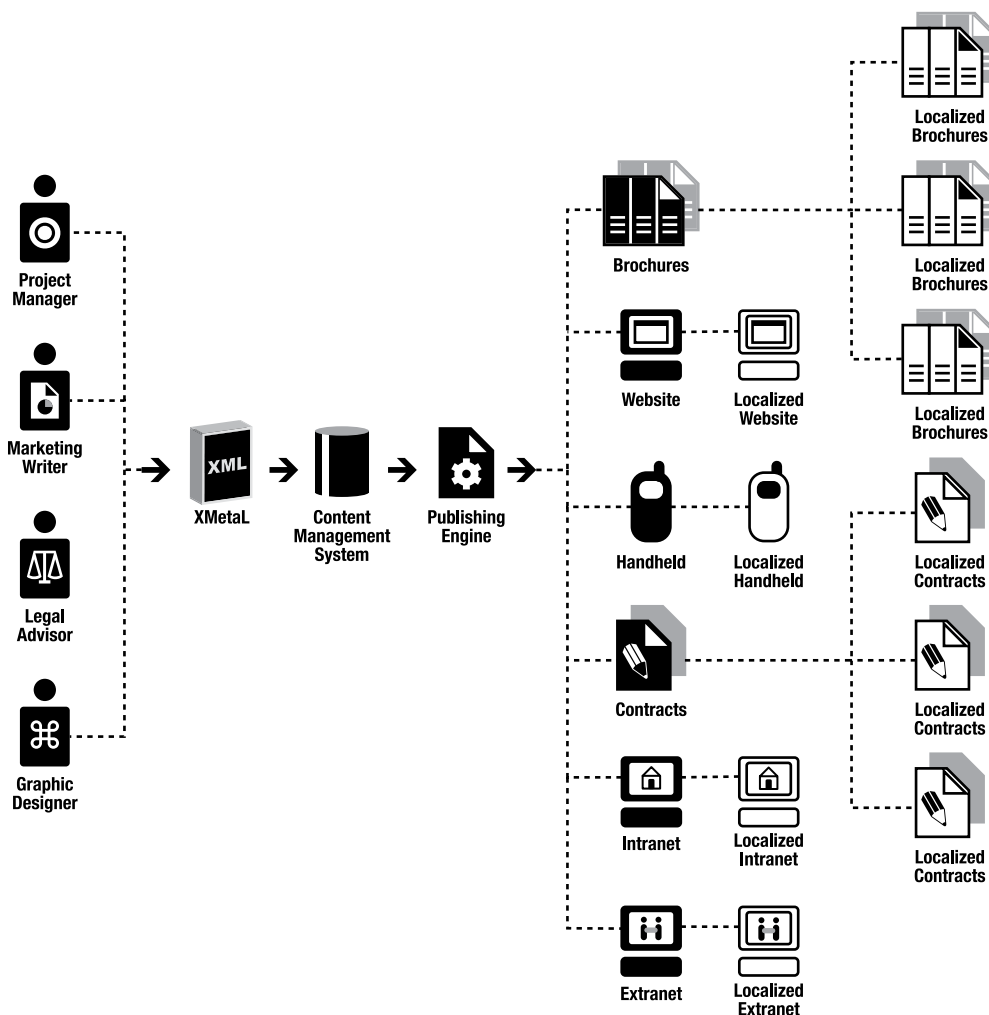 Project
Manager
Marketing
Writer
Legal
Advisor
Graphic
Designer
XML
XMetaL
Content
Management
System
Publishing
Engine
Brochures
Website
Localized
Website
Handheld
Localized
Handheld
Contracts
Intranet
Localized
Intranet
Extranet
Localized
Extranet
Localized
Brochures
Localized
Brochures
Localized
Brochures
Localized
Contracts
Localized
Contracts
Localized
Contracts